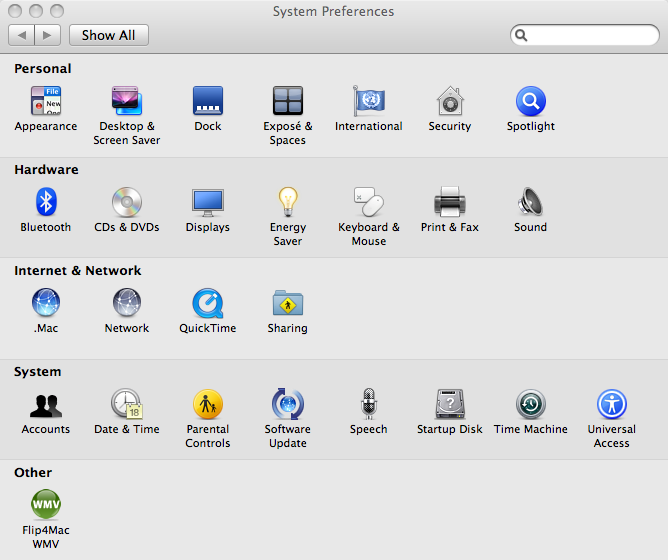 System Preferences
Show All
Personal
File
New
Appearance
Desktop &
Screen Saver
Dock
Exposé &
Spaces
International
Security
Spotlight
Hardware
Bluetooth
CDs & DVDs
Displays
Energy
Saver
Keyboard &
Mouse
Print & Fax
Sound
Internet & Network
.Mac
Network
QuickTime
Sharing
System
18
?
Accounts
Date & Time
Parental
Controls
Software
Update
Speech
Startup Disk
Time Machine
Universal
Access
Other
WMV
Flip4Mac
WMV